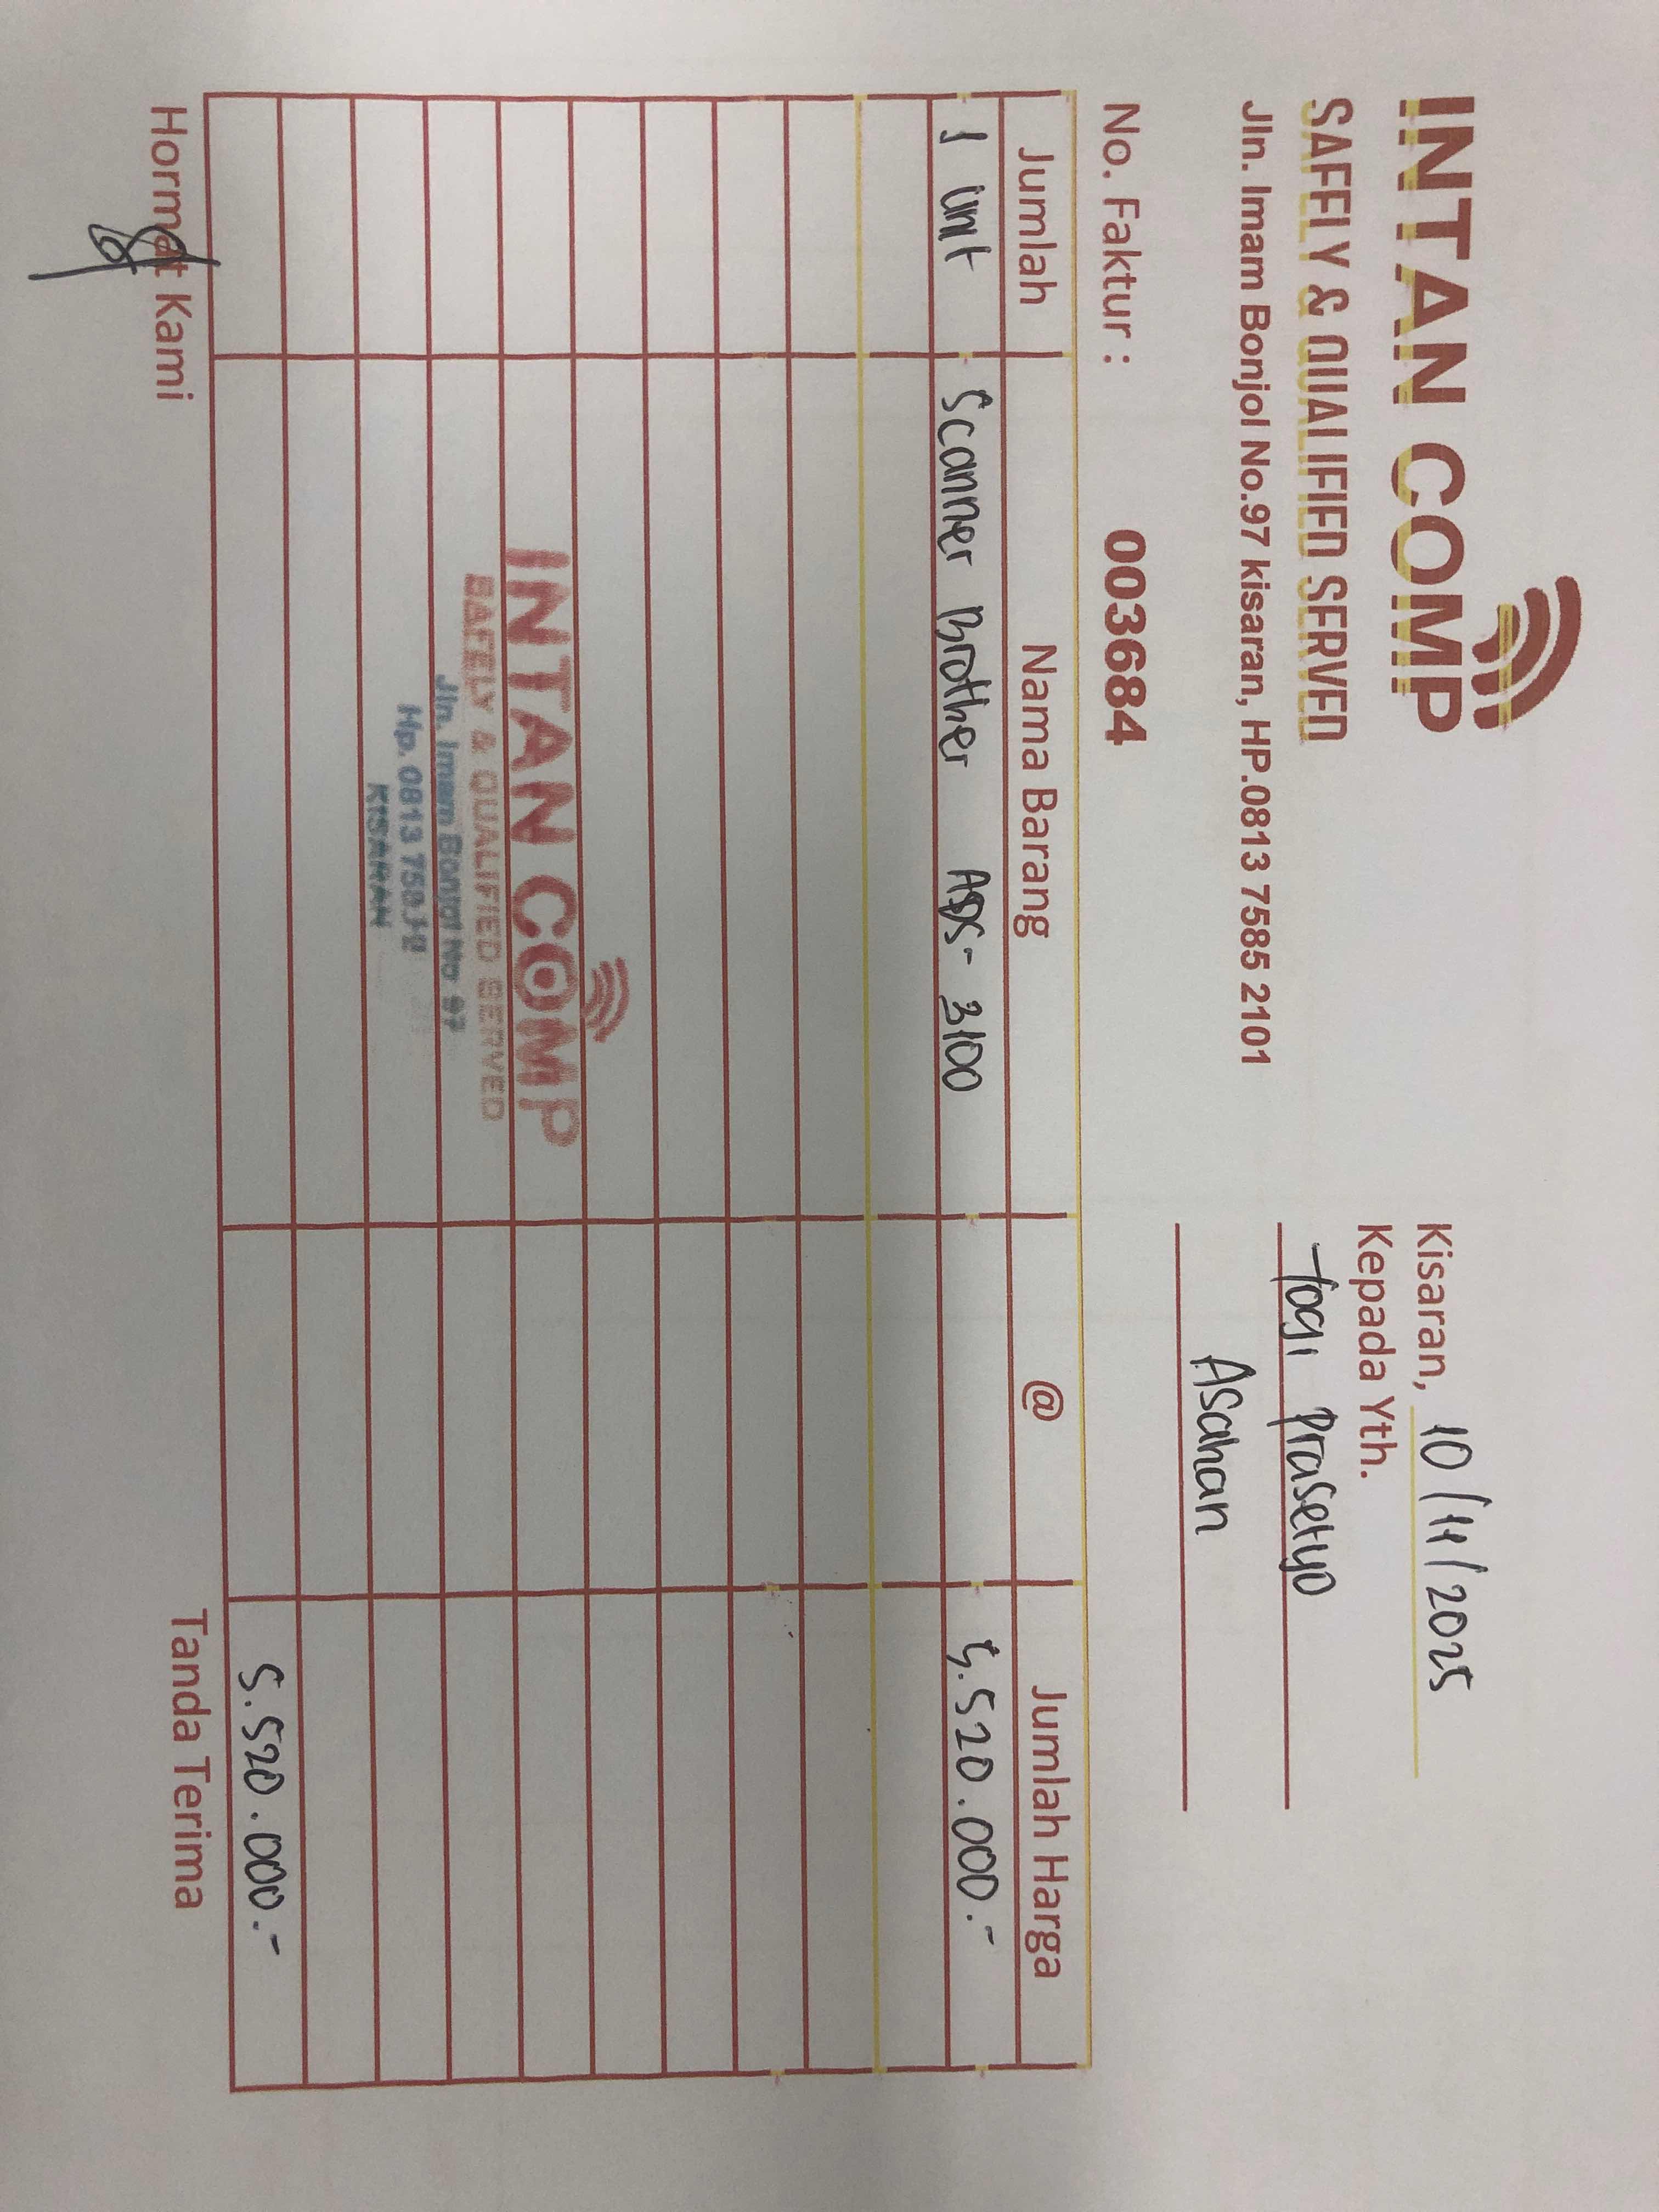 INTAN COMP
SAFELY & QUALIFIED SERVED
Jln. Imam Bonjol No.97 kisaran, HP.0813 7585 2101
Kisaran, 10/11/2025
Kepada Yth.
Yogi Prasetyo
Asahan
No. Faktur : 003684
Jumlah Nama Barang @ Jumlah Harga
1 unit Scanner Brother ADS-3100 5.520.000.-
INTAN COMP
SAFELY & QUALIFIED SERVED
Jln. Imam Bonjol No 97
Hp. 0813
KISARAN
5.520.000.-
Hormat Kami Tanda Terima